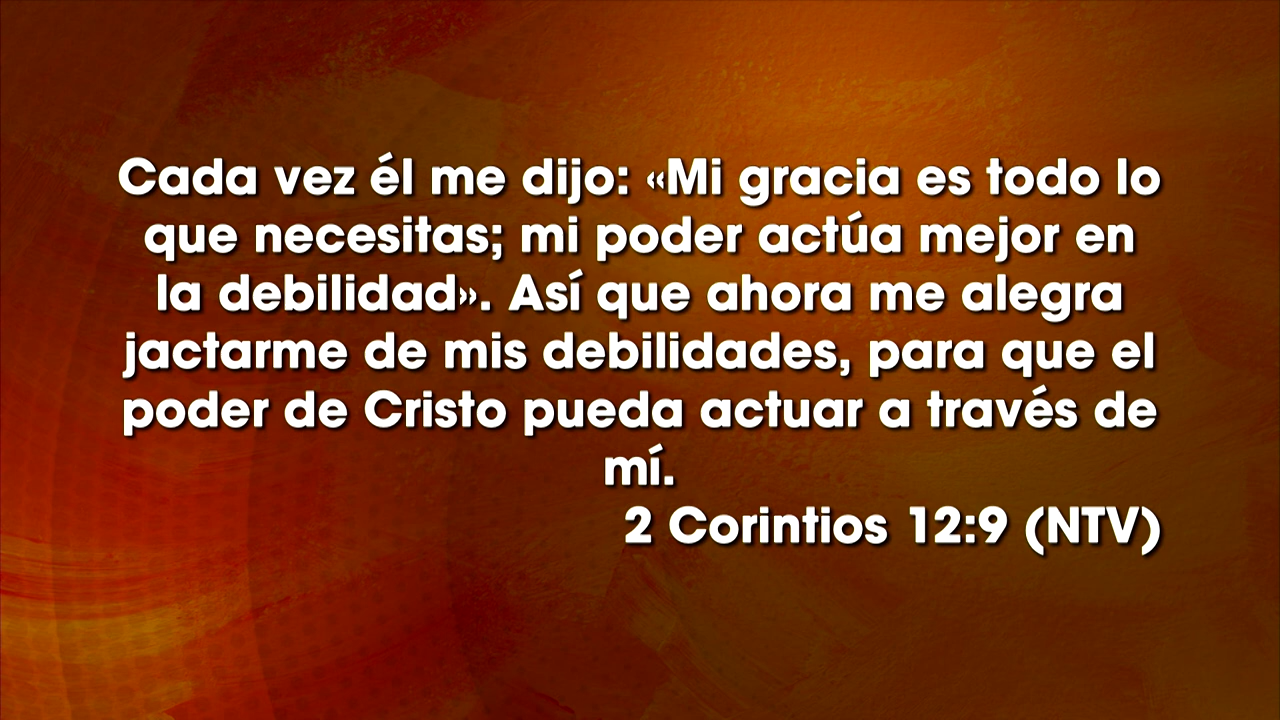 Cada vez él me dijo: «Mi gracia es todo lo
que necesitas; mi poder actúa mejor en
la debilidad». Así que ahora me alegra
jactarme de mis debilidades, para que el
poder de Cristo pueda actuar a través de
mí.
2 Corintios 12:9 (NTV)